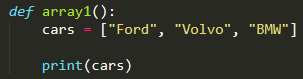 def array1():
    cars = ["Ford", "Volvo", "BMW"]
    print(cars)